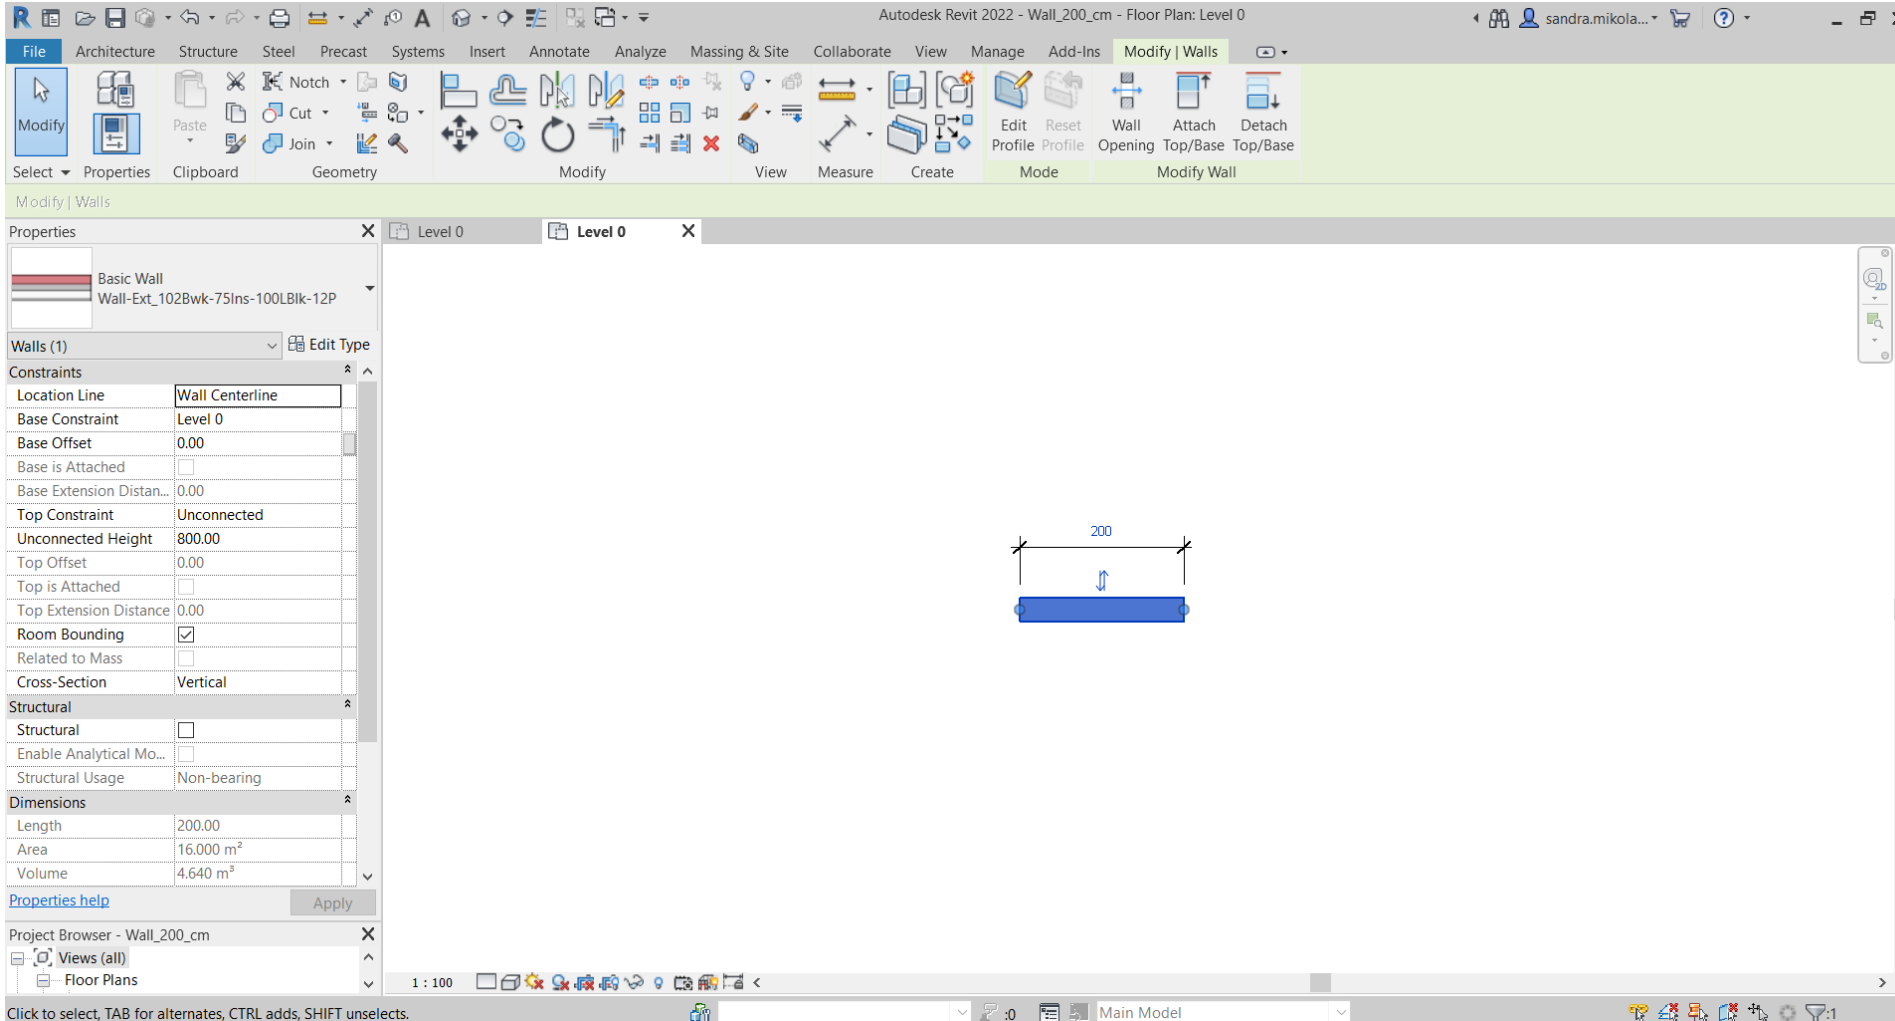 Autodesk Revit 2022 - Wall_200_cm - Floor Plan: Level 0
sandra.mikola...
File Architecture Structure Steel Precast Systems Insert Annotate Analyze Massing & Site Collaborate View Manage Add-Ins Modify | Walls
Modify
Paste
Notch
Cut
Join
Edit Profile
Reset Profile
Wall Opening
Attach Top/Base
Detach Top/Base
Select Properties Clipboard Geometry Modify View Measure Create Mode Modify Wall
Modify | Walls
Properties
Level 0
Level 0
Basic Wall
Wall-Ext_102Bwk-75Ins-100LBlk-12P
Walls (1)
Edit Type
Constraints
Location Line Wall Centerline
Base Constraint Level 0
Base Offset 0.00
Base is Attached
Base Extension Distan... 0.00
Top Constraint Unconnected
Unconnected Height 800.00
Top Offset 0.00
Top is Attached
Top Extension Distance 0.00
Room Bounding
Related to Mass
Cross-Section Vertical
Structural
Structural
Enable Analytical Mo...
Structural Usage Non-bearing
Dimensions
Length 200.00
Area 16.000 m²
Volume 4.640 m³
Properties help
Apply
200
2D
Project Browser - Wall_200_cm
Views (all)
Floor Plans
1 : 100
Click to select, TAB for alternates, CTRL adds, SHIFT unselects.
:0
Main Model
:1